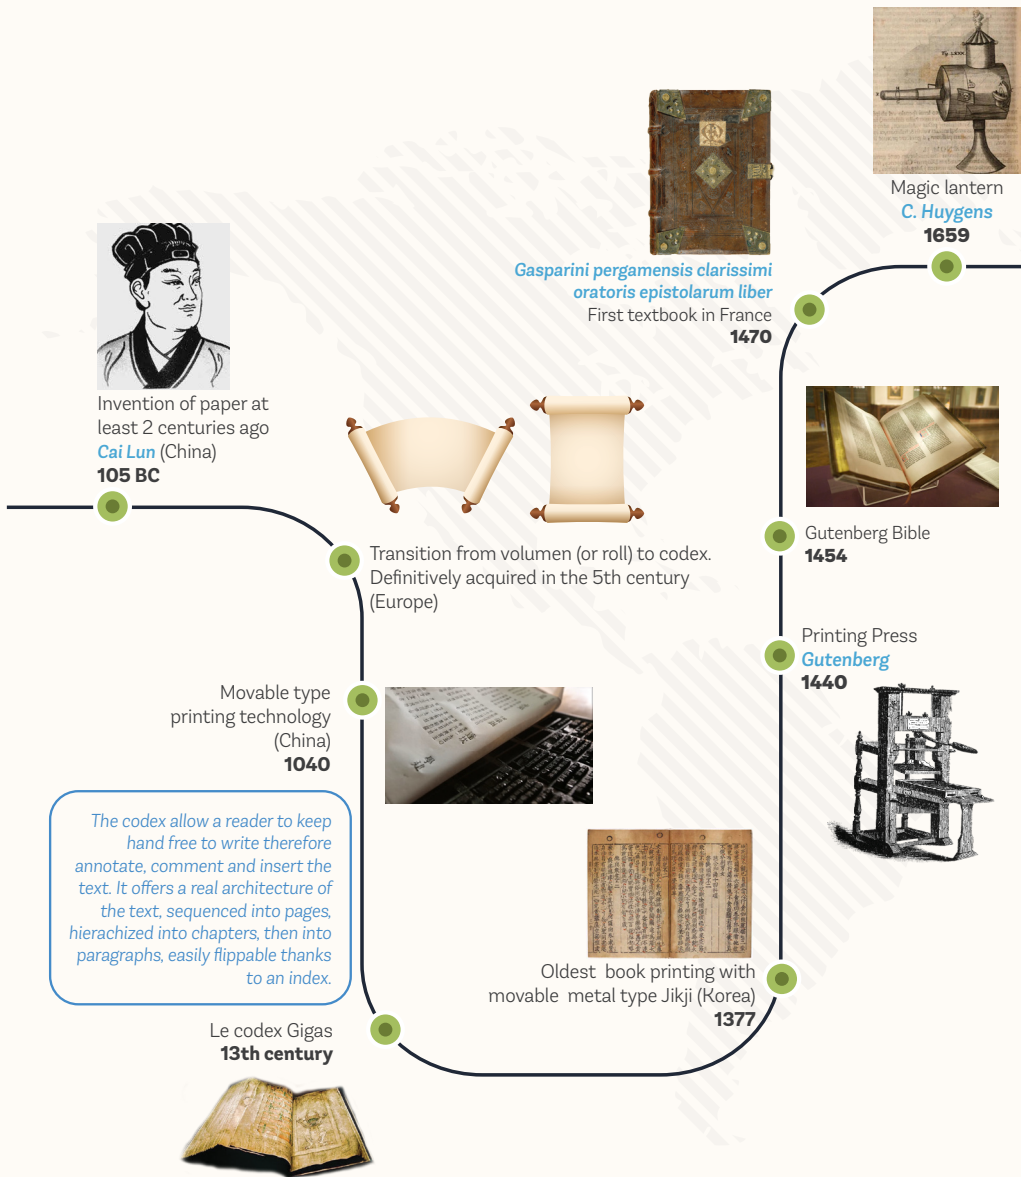 Invention of paper at
least 2 centuries ago
Cai Lun (China)
105 BC
Transition from volumen (or roll) to codex.
Definitively acquired in the 5th century
(Europe)
Movable type
printing technology
(China)
1040
The codex allow a reader to keep
hand free to write therefore
annotate, comment and insert the
text. It offers a real architecture of
the text, sequenced into pages,
hierachized into chapters, then into
paragraphs, easily flippable thanks
to an index.
Le codex Gigas
13th century
Oldest  book printing with
movable  metal type Jikji (Korea)
1377
Printing Press
Gutenberg
1440
Gutenberg Bible
1454
Gasparini pergamensis clarissimi
oratoris epistolarum liber
First textbook in France
1470
Magic lantern
C. Huygens
1659